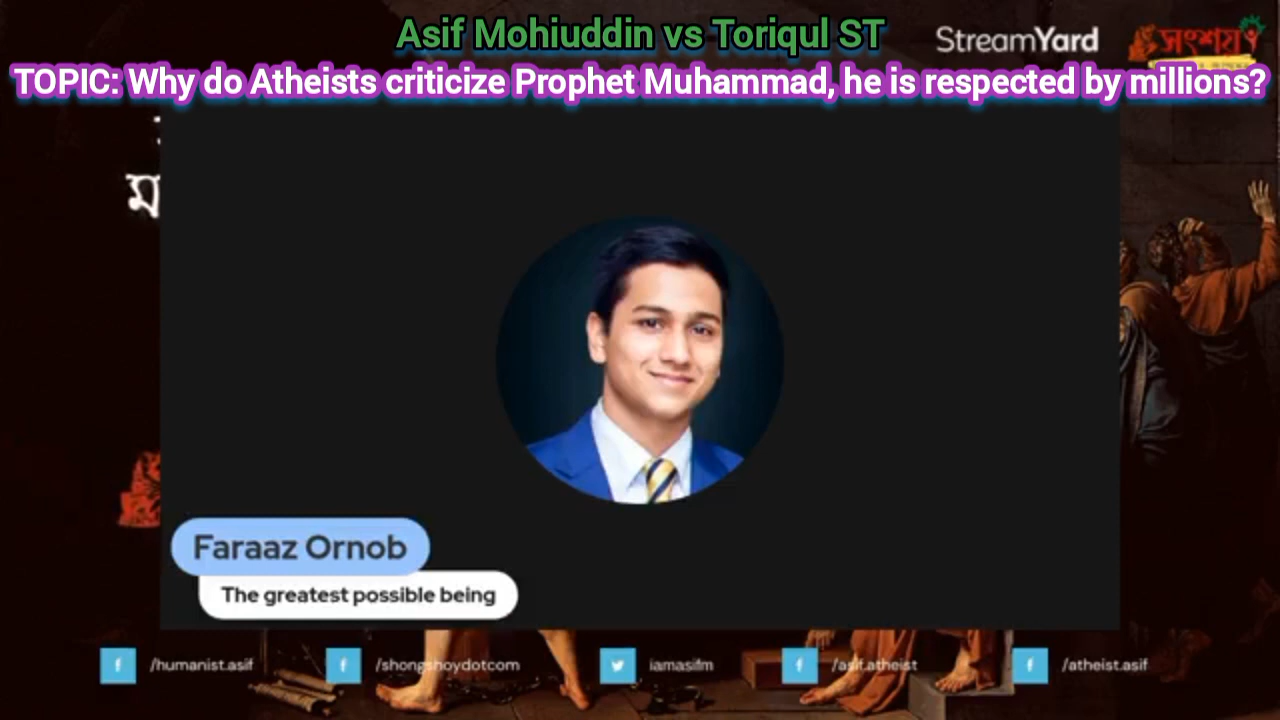 Asif Mohiuddin vs Toriqul ST
StreamYard
সংশয়
TOPIC: Why do Atheists criticize Prophet Muhammad, he is respected by millions?
Faraaz Ornob
The greatest possible being
/humanist.asif
/shongshoydotcom
iamasifm
/asif.atheist
/atheist.asif